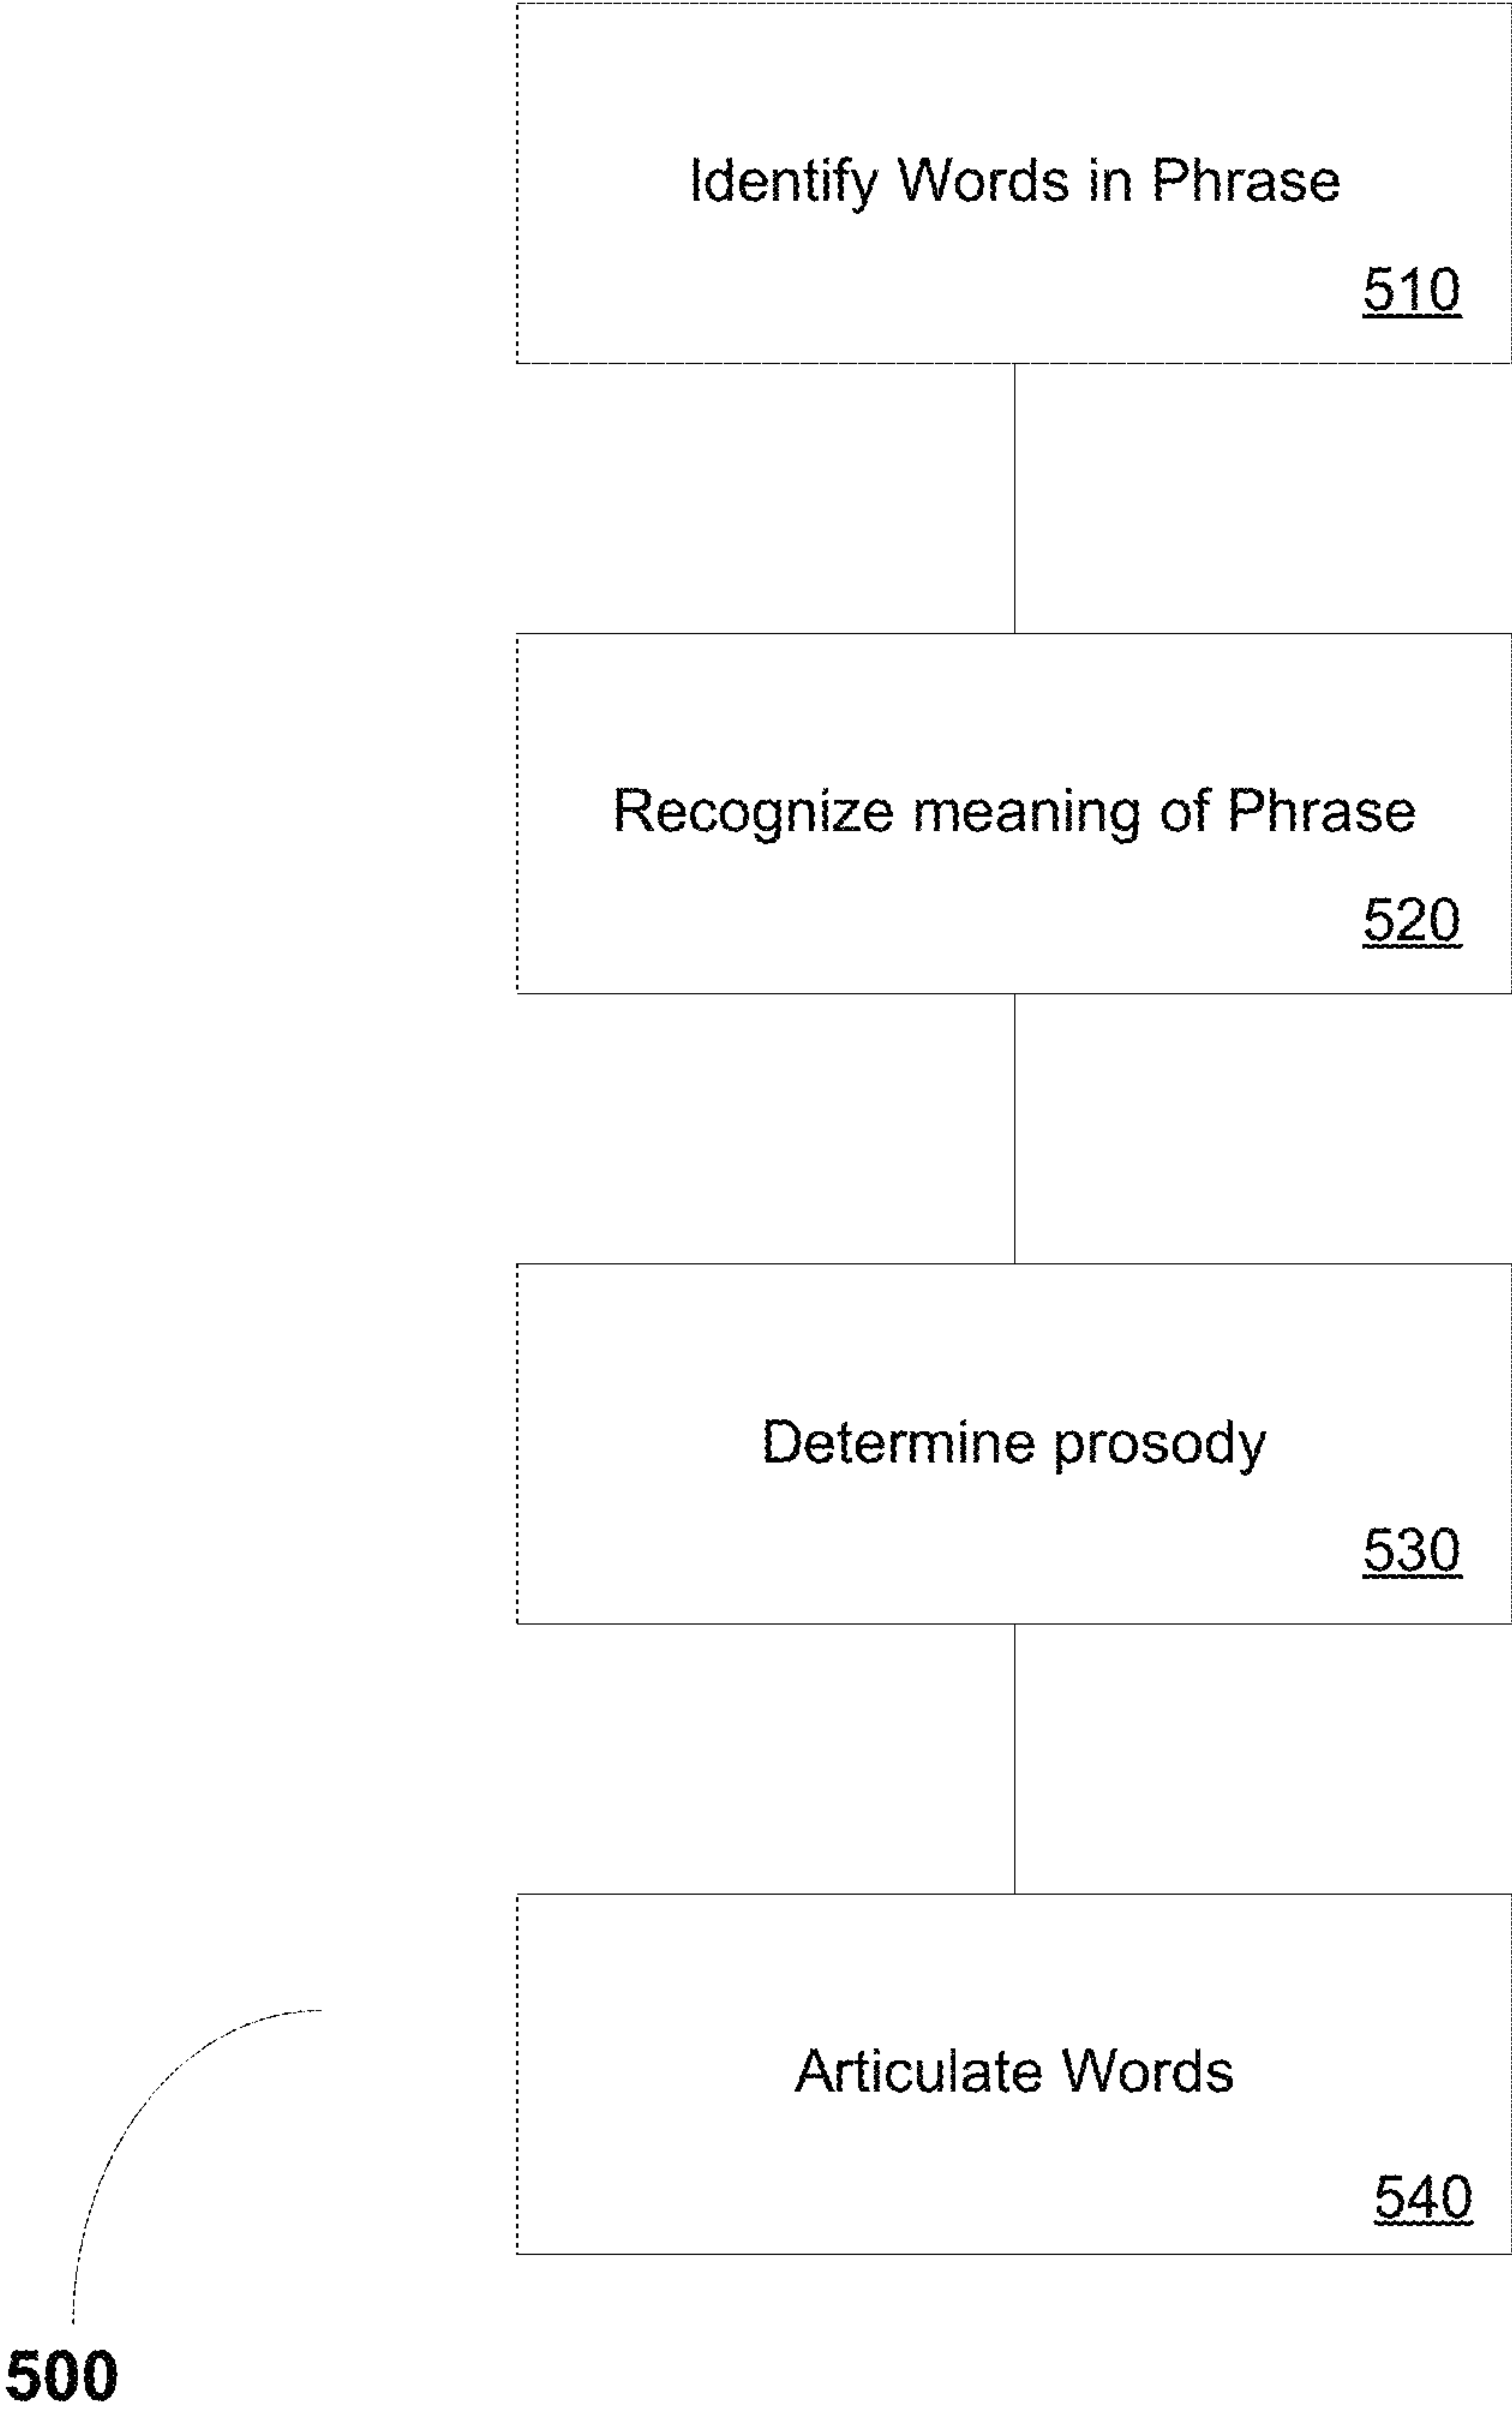 Identify Words in Phrase
510
Recognize meaning of Phrase
520
Determine prosody
530
Articulate Words
540
500